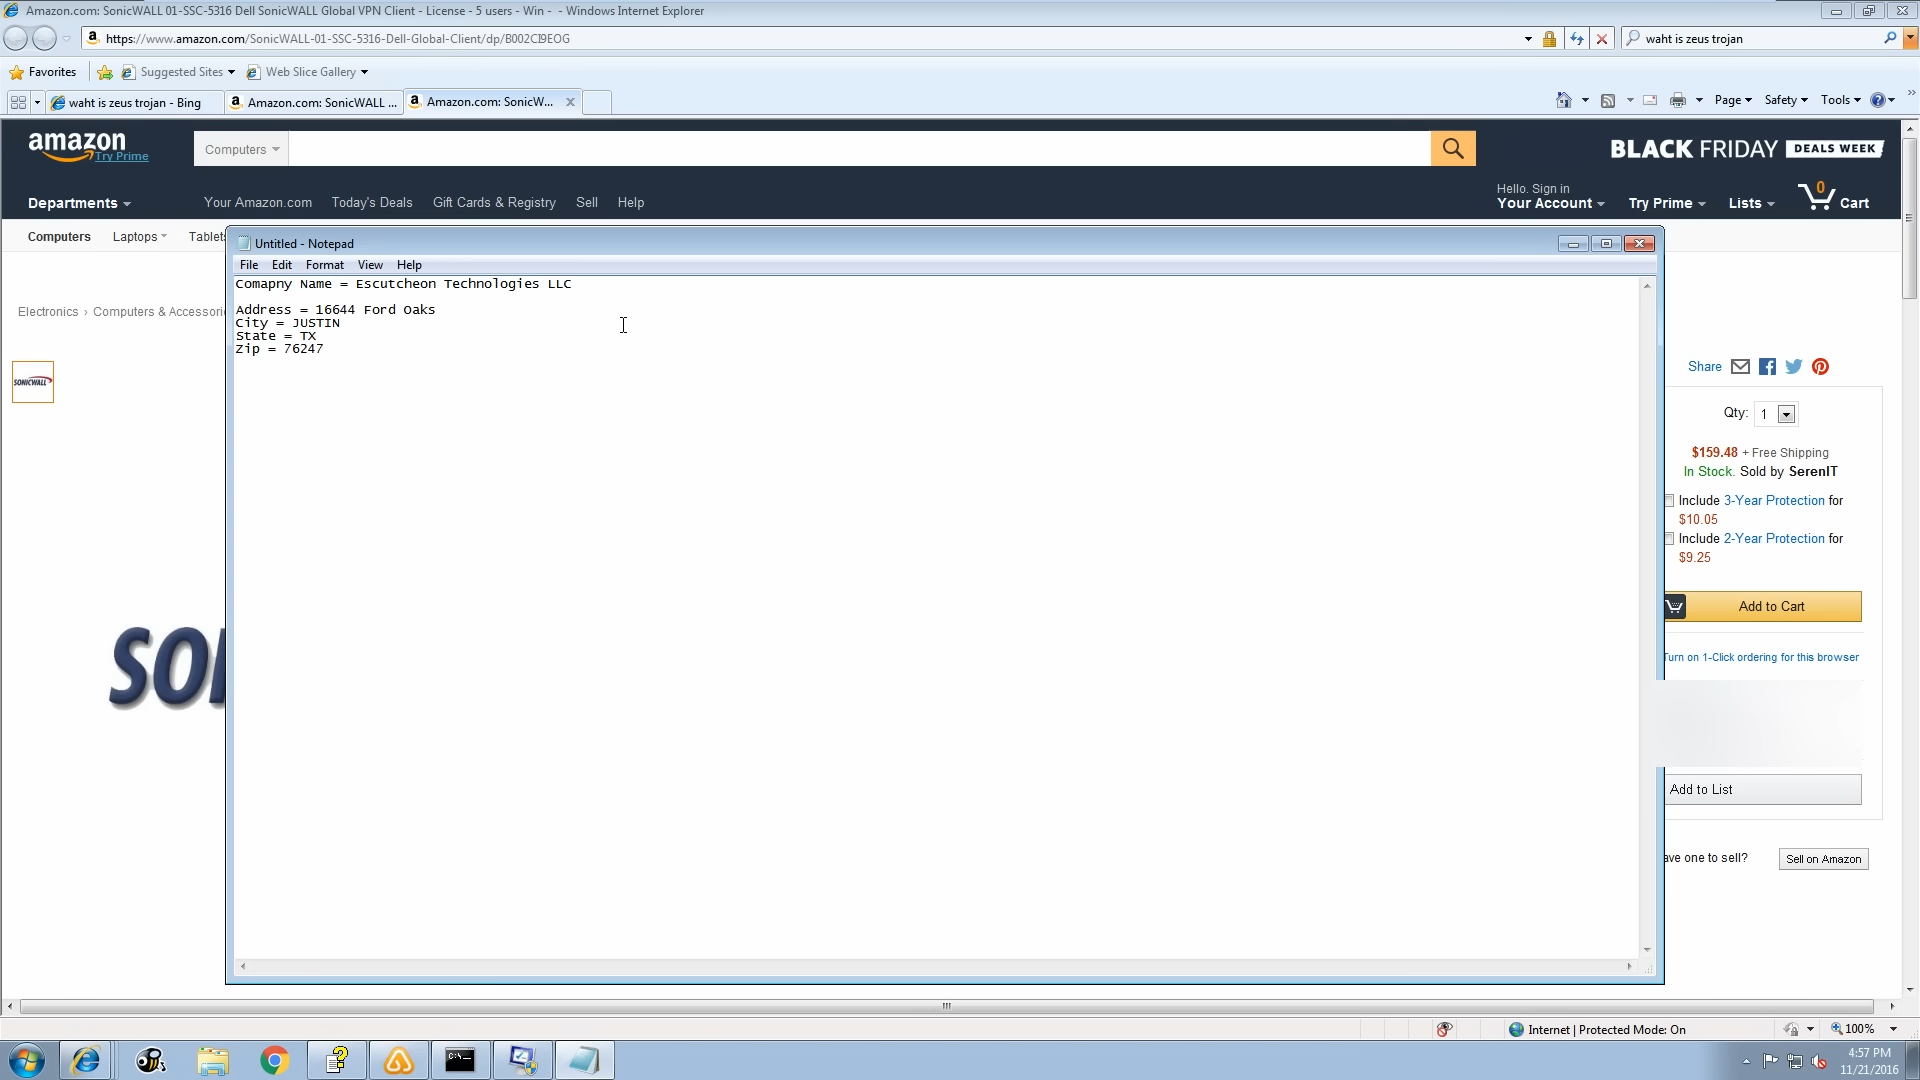 Amazon.com: SonicWALL 01-SSC-5316 Dell SonicWALL Global VPN Client - License - 5 users - Win - - Windows Internet Explorer
https://www.amazon.com/SonicWALL-01-SSC-5316-Dell-Global-Client/dp/B002CI9EOG
waht is zeus trojan
Favorites
Suggested Sites
Web Slice Gallery
waht is zeus trojan - Bing
Amazon.com: SonicWALL ...
Amazon.com: SonicW...
Page
Safety
Tools
amazon
Try Prime
Computers
BLACK FRIDAY DEALS WEEK
Departments
Your Amazon.com
Today's Deals
Gift Cards & Registry
Sell
Help
Hello. Sign in
Your Account
Try Prime
Lists
0
Cart
Computers
Laptops
Tablets
Untitled - Notepad
File
Edit
Format
View
Help
Comapny Name = Escutcheon Technologies LLC
Address = 16644 Ford Oaks
City = JUSTIN
State = TX
Zip = 76247
Electronics › Computers & Accessori
SONICWALL
SO
Share
Qty: 1
$159.48 + Free Shipping
In Stock. Sold by SerenIT
Include 3-Year Protection for
$10.05
Include 2-Year Protection for
$9.25
Add to Cart
Turn on 1-Click ordering for this browser
Add to List
ave one to sell?
Sell on Amazon
Internet | Protected Mode: On
100%
C:\_
4:57 PM
11/21/2016